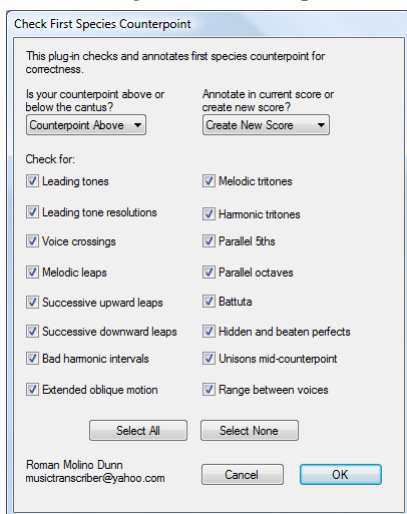 Check First Species Counterpoint
This plug-in checks and annotates first species counterpoint for
correctness.
Is your counterpoint above or
below the cantus?
Annotate in current score or
create new score?
Counterpoint Above
Create New Score
Check for:
Leading tones
Melodic tritones
Leading tone resolutions
Harmonic tritones
Voice crossings
Parallel 5ths
Melodic leaps
Parallel octaves
Successive upward leaps
Battuta
Successive downward leaps
Hidden and beaten perfects
Bad harmonic intervals
Unisons mid-counterpoint
Extended oblique motion
Range between voices
Select All
Select None
Roman Molino Dunn
musictranscriber@yahoo.com
Cancel
OK